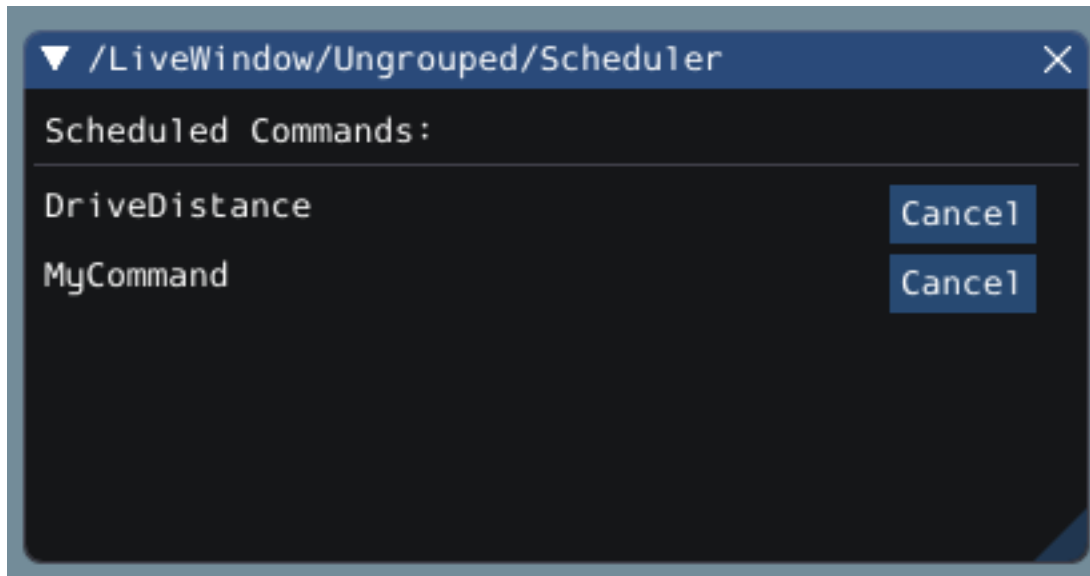 /LiveWindow/Ungrouped/Scheduler
Scheduled Commands:
DriveDistance Cancel
MyCommand Cancel